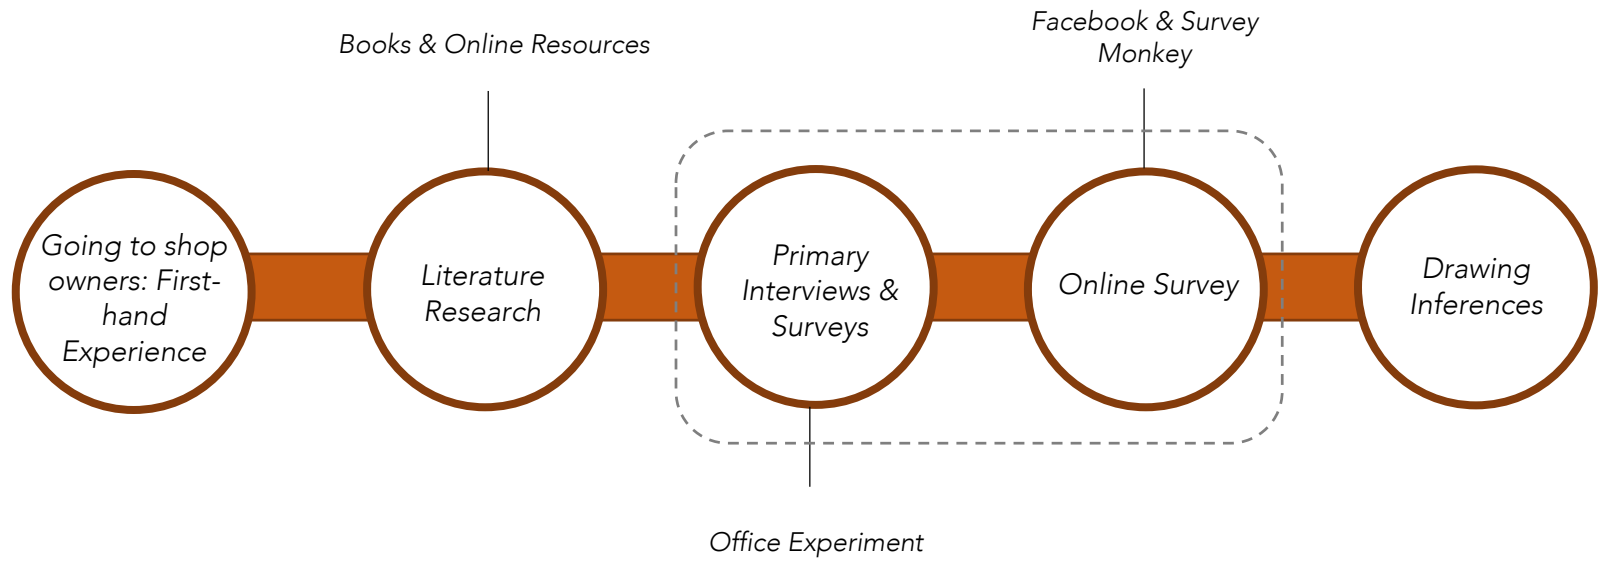 Books & Online Resources
Facebook & Survey
Monkey
Going to shop
owners: First-
hand
Experience
Literature
Research
Primary
Interviews &
Surveys
Online Survey
Drawing
Inferences
Office Experiment